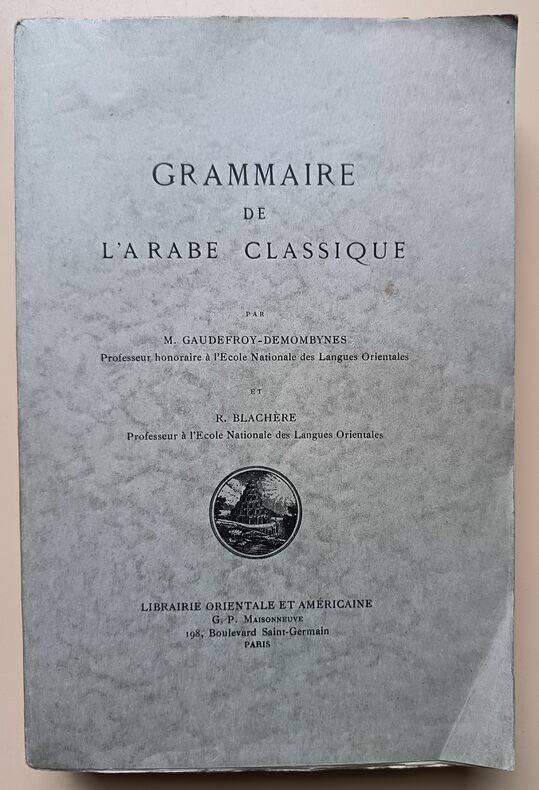 GRAMMAIRE
DE
L'ARABE CLASSIQUE
PAR
M. GAUDEFROY-DEMOMBYNES
Professeur honoraire à l'Ecole Nationale des Langues Orientales
ET
R. BLACHÈRE
Professeur à l'Ecole Nationale des Langues Orientales
LIBRAIRIE ORIENTALE ET AMÉRICAINE
G. P. MAISONNEUVE
198, Boulevard Saint-Germain
PARIS